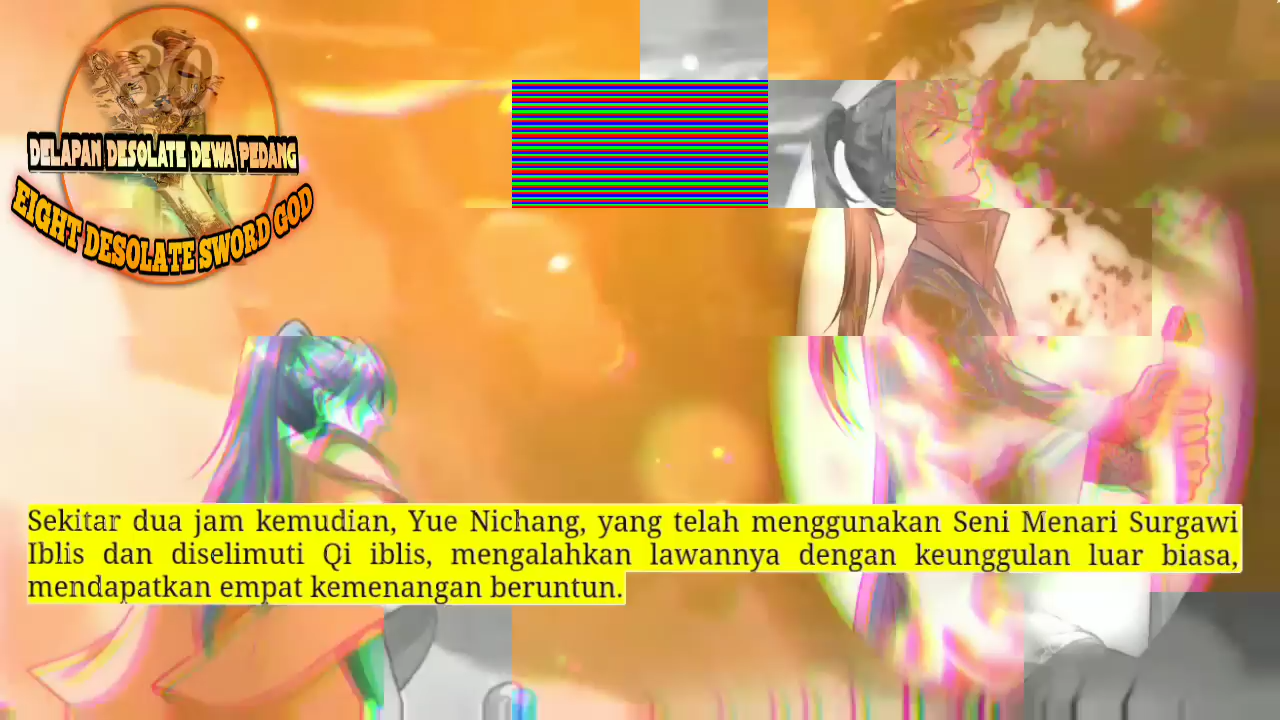 30
DELAPAN DESOLATE DEWA PEDANG
EIGHT DESOLATE SWORD GOD
Sekitar dua jam kemudian, Yue Nichang, yang telah menggunakan Seni Menari Surgawi
Iblis dan diselimuti Qi iblis, mengalahkan lawannya dengan keunggulan luar biasa,
mendapatkan empat kemenangan beruntun.